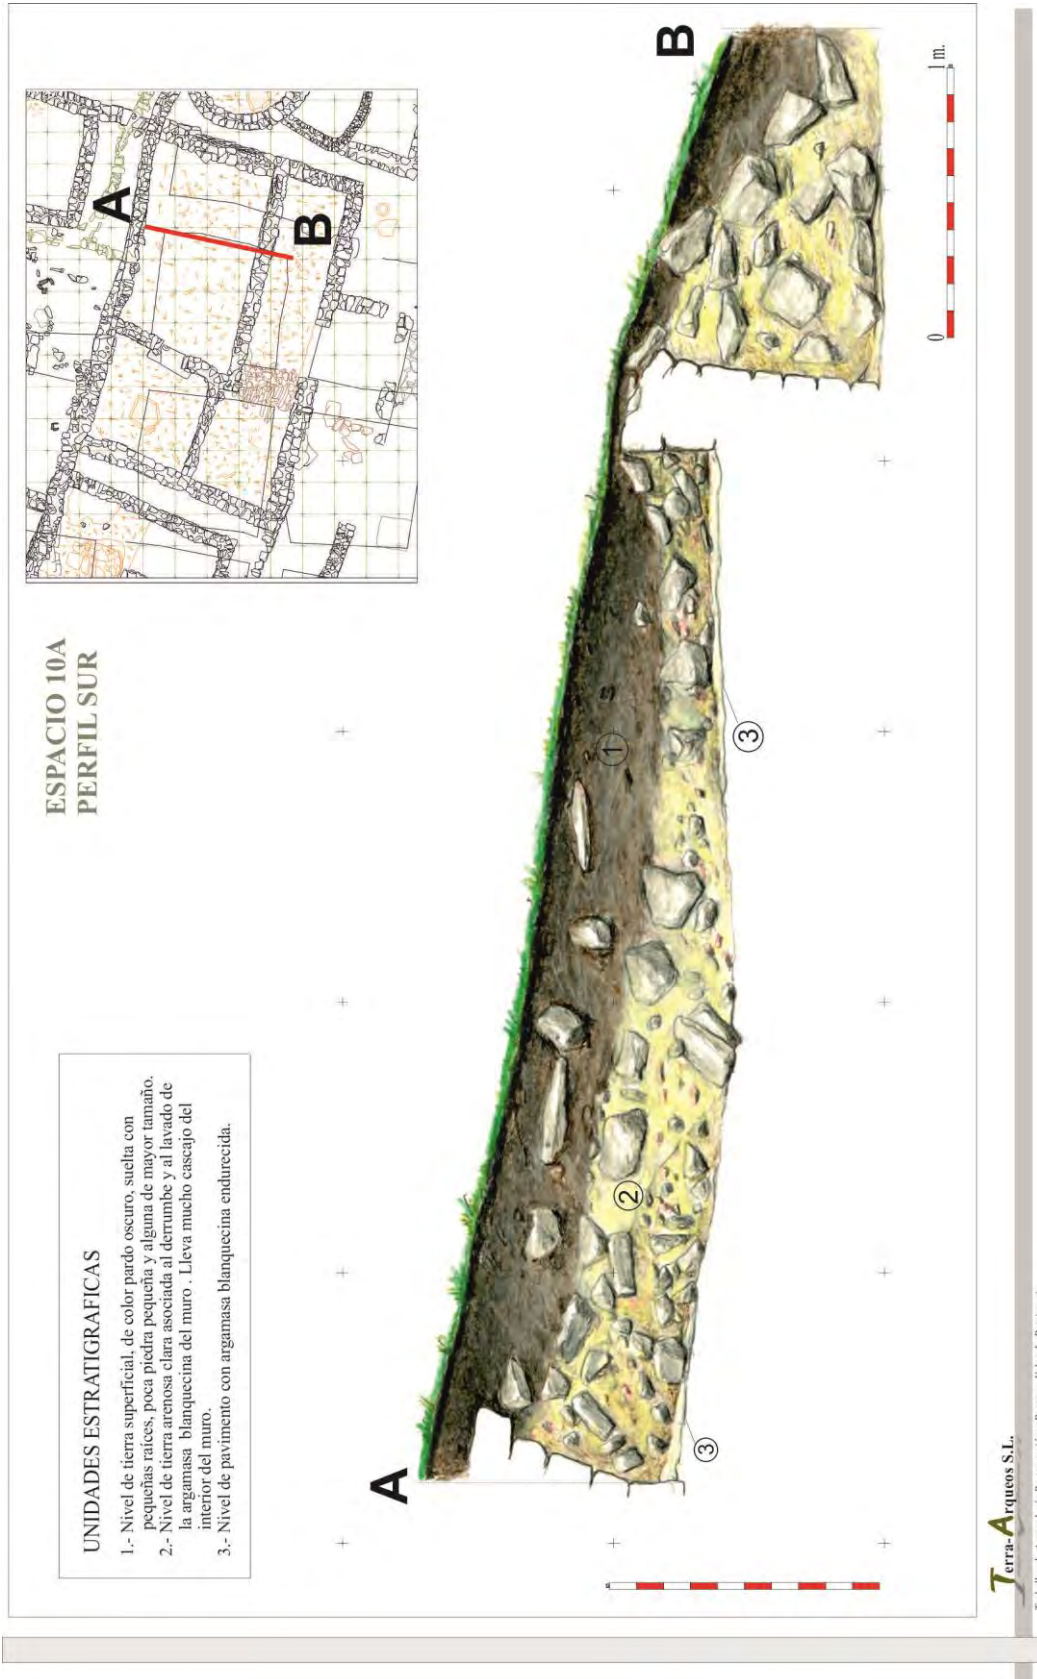 ESPACIO 10A
PERFIL SUR
A
B
UNIDADES ESTRATIGRAFICAS
1.- Nivel de tierra superficial, de color pardo oscuro, suelta con
pequeñas raices, poca piedra pequeña y alguna de mayor tamaño.
2.- Nivel de tierra arenosa clara asociada al derrumbe y al lavado de
la argamasa blanquecina del muro . Lleva mucho cascajo del
interior del muro.
3.- Nivel de pavimento con argamasa blanquecina endurecida.
A
B
1
2
3
3
0 1 m.
Terra-Arqueos S.L.